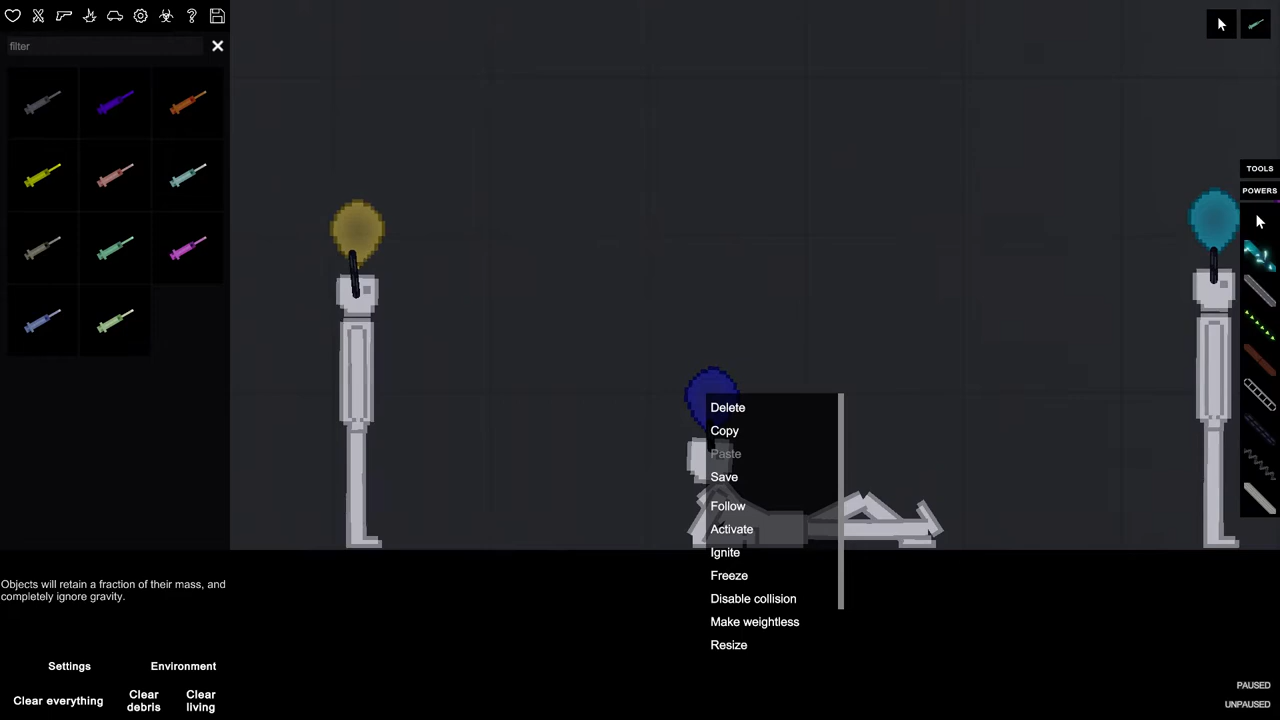 filter
TOOLS
POWERS
Delete
Copy
Paste
Save
Follow
Activate
Ignite
Freeze
Disable collision
Make weightless
Resize
Objects will retain a fraction of their mass, and
completely ignore gravity.
Settings
Environment
Clear everything
Clear
debris
Clear
living
PAUSED
UNPAUSED